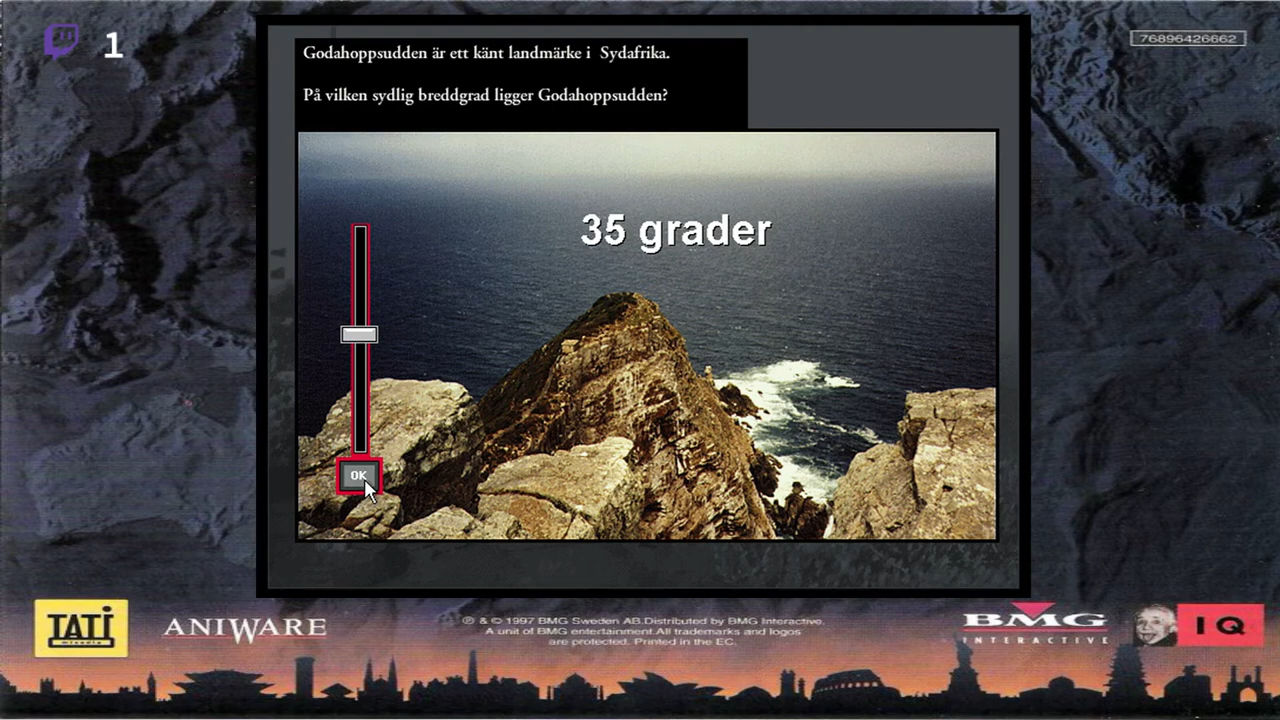 1
76896426662
Godahoppsudden är ett känt landmärke i  Sydafrika.
På vilken sydlig breddgrad ligger Godahoppsudden?
35 grader
OK
TATi
mixedia
ANIWARE
℗ & © 1997 BMG Sweden AB.Distributed by BMG Interactive.
A unit of BMG entertainment.All trademarks and logos
are protected. Printed in the EC.
BMG
INTERACTIVE
IQ